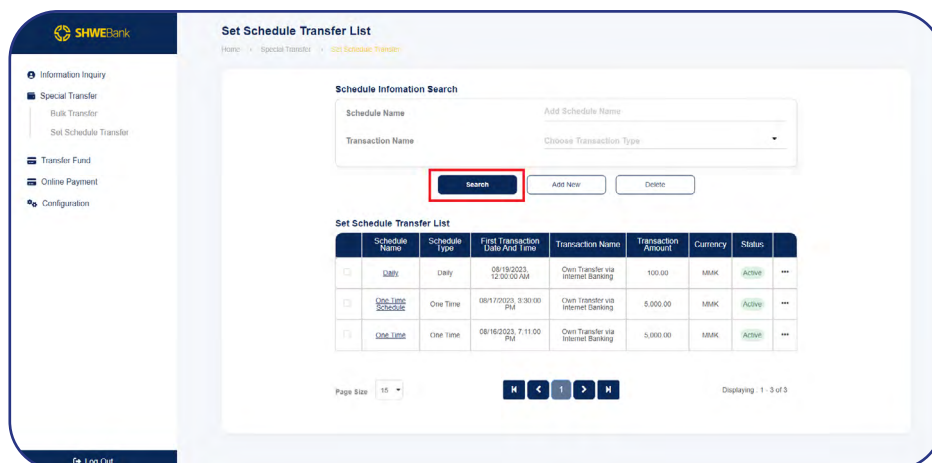 SHWEBank
Set Schedule Transfer List
Home > Special Transfer > Set Schedule Transfer
Information Inquiry
Special Transfer
Bulk Transfer
Set Schedule Transfer
Transfer Fund
Online Payment
Configuration
Log Out
Schedule Infomation Search
Schedule Name Add Schedule Name
Transaction Name Choose Transaction Type
Search Add New Delete
Set Schedule Transfer List
Schedule Name Schedule Type First Transaction Date And Time Transaction Name Transaction Amount Currency Status
Daily Daily 08/19/2023, 12:00:00 AM Own Transfer via Internet Banking 100.00 MMK Active •••
One Time Schedule One Time 08/17/2023, 3:30:00 PM Own Transfer via Internet Banking 5,000.00 MMK Active •••
One Time One Time 08/16/2023, 7:11:00 PM Own Transfer via Internet Banking 5,000.00 MMK Active •••
Page Size 15 1 Displaying : 1 - 3 of 3